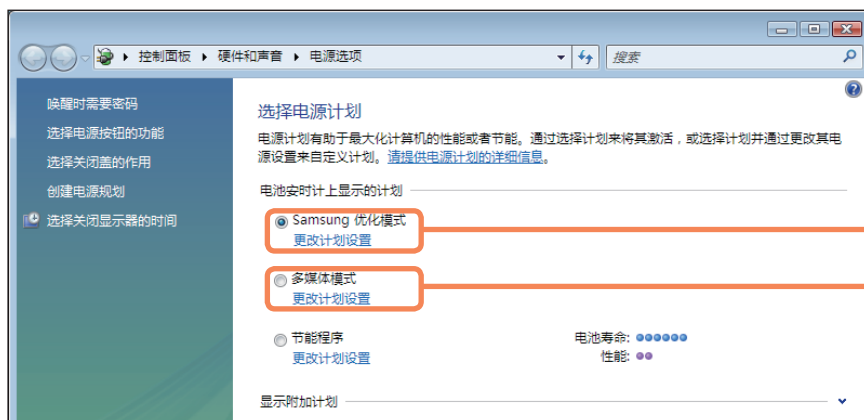 控制面板 ▸ 硬件和声音 ▸ 电源选项
搜索
唤醒时需要密码
选择电源按钮的功能
选择关闭盖的作用
创建电源规划
选择关闭显示器的时间
选择电源计划
电源计划有助于最大化计算机的性能或者节能。通过选择计划来将其激活，或选择计划并通过更改其电
源设置来自定义计划。请提供电源计划的详细信息。
电池安时计上显示的计划
Samsung 优化模式
更改计划设置
多媒体模式
更改计划设置
节能程序
电池寿命:
更改计划设置
性能:
显示附加计划